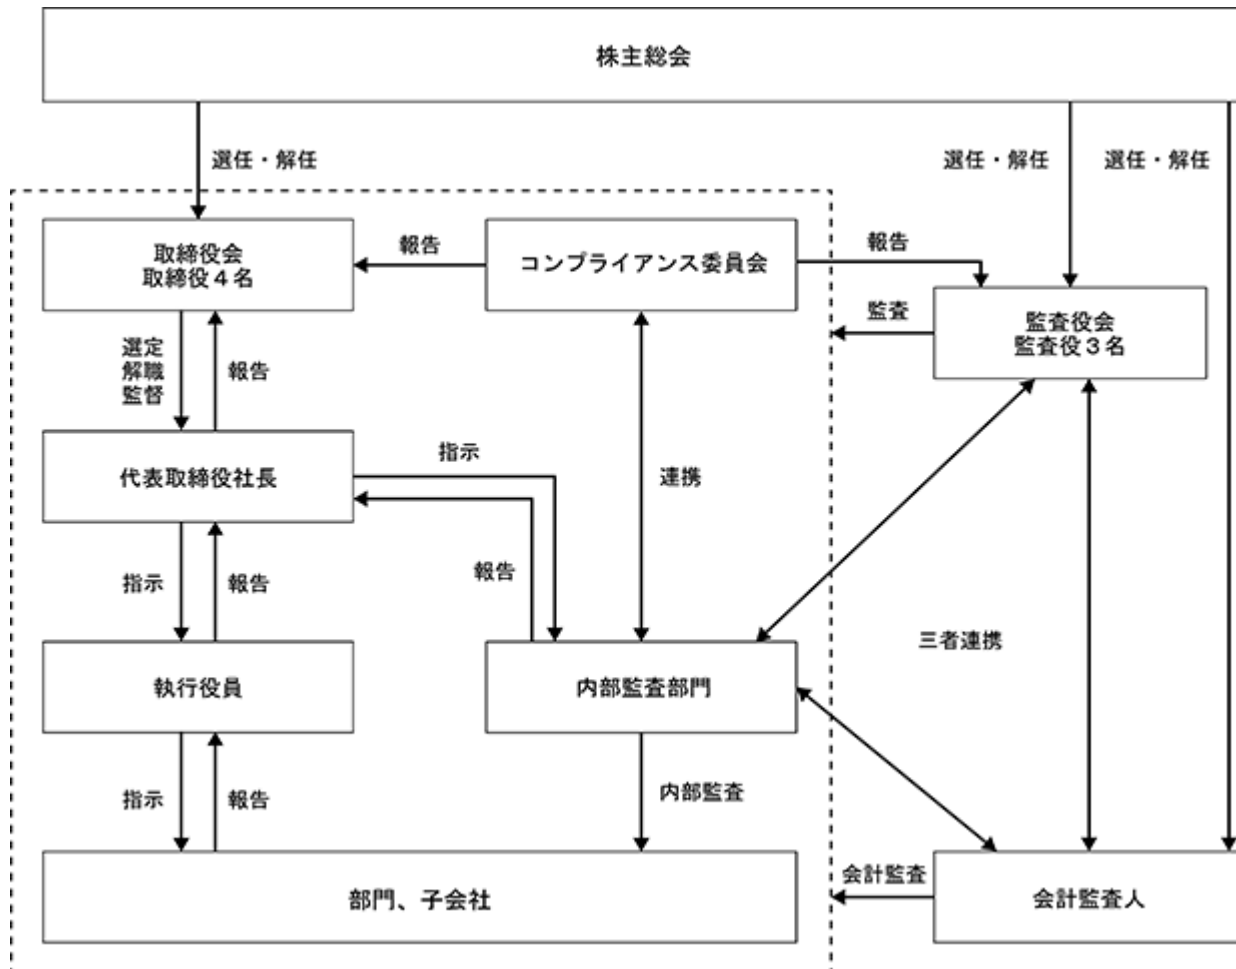 株主総会
選任・解任
選任・解任
選任・解任
取締役会
取締役４名
報告
コンプライアンス委員会
報告
監査
監査役会
監査役３名
選定
解職
監督
報告
代表取締役社長
指示
報告
連携
指示
報告
三者連携
執行役員
内部監査部門
指示
報告
内部監査
部門、子会社
会計監査
会計監査人